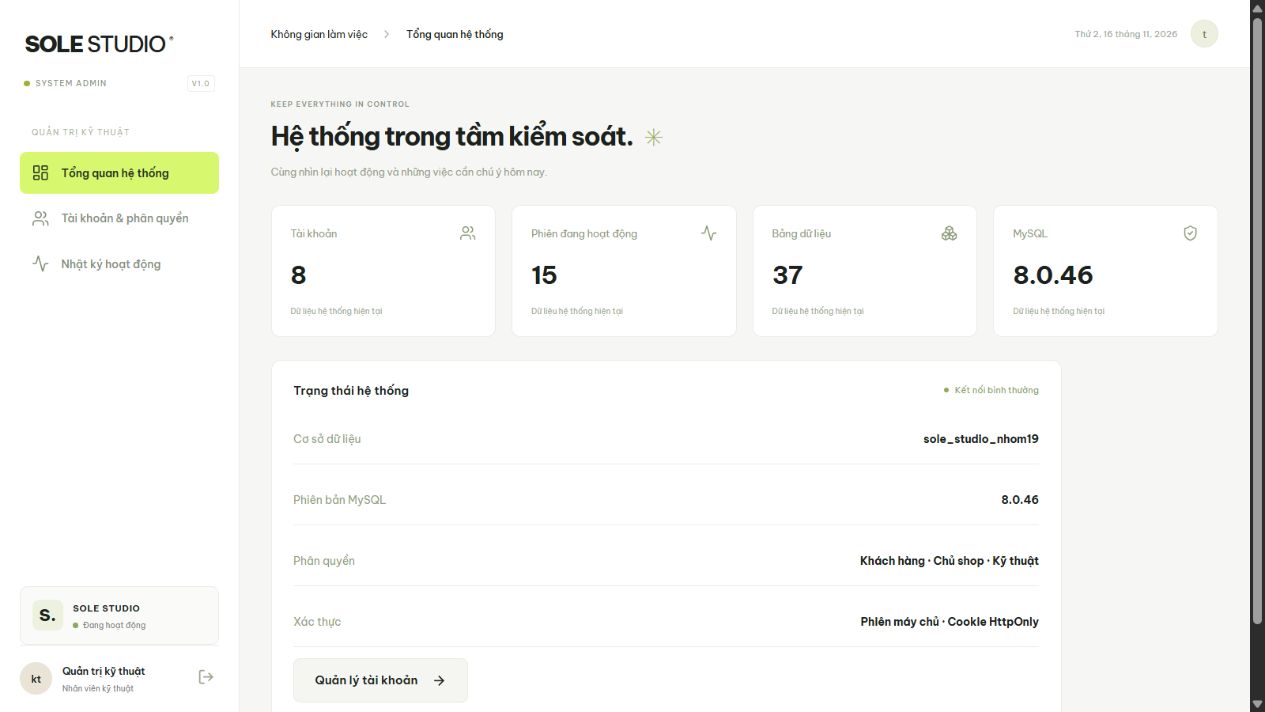 SOLE STUDIO®
SYSTEM ADMIN
V1.0
QUẢN TRỊ KỸ THUẬT
Tổng quan hệ thống
Tài khoản & phân quyền
Nhật ký hoạt động
S.
SOLE STUDIO
Đang hoạt động
kt
Quản trị kỹ thuật
Nhân viên kỹ thuật
Không gian làm việc
Tổng quan hệ thống
Thứ 2, 16 tháng 11, 2026
t
KEEP EVERYTHING IN CONTROL
Hệ thống trong tầm kiểm soát.
Cùng nhìn lại hoạt động và những việc cần chú ý hôm nay.
Tài khoản
8
Dữ liệu hệ thống hiện tại
Phiên đang hoạt động
15
Dữ liệu hệ thống hiện tại
Bảng dữ liệu
37
Dữ liệu hệ thống hiện tại
MySQL
8.0.46
Dữ liệu hệ thống hiện tại
Trạng thái hệ thống
Kết nối bình thường
Cơ sở dữ liệu
sole_studio_nhom19
Phiên bản MySQL
8.0.46
Phân quyền
Khách hàng · Chủ shop · Kỹ thuật
Xác thực
Phiên máy chủ · Cookie HttpOnly
Quản lý tài khoản